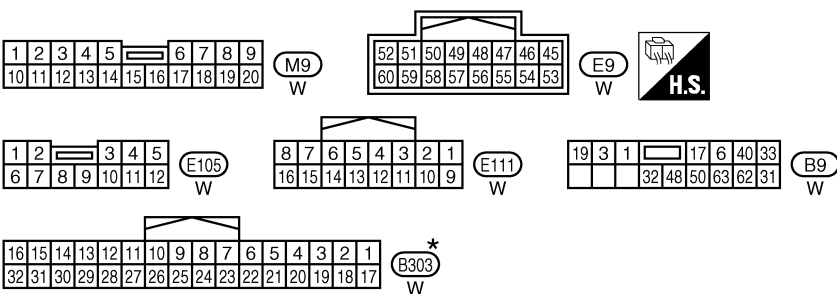 1 2 3 4 5 6 7 8 9
10 11 12 13 14 15 16 17 18 19 20
M9
W
52 51 50 49 48 47 46 45
60 59 58 57 56 55 54 53
E9
W
H.S.
1 2 3 4 5
6 7 8 9 10 11 12
E105
W
8 7 6 5 4 3 2 1
16 15 14 13 12 11 10 9
E111
W
19 3 1 17 6 40 33
32 48 50 63 62 31
B9
W
16 15 14 13 12 11 10 9 8 7 6 5 4 3 2 1
32 31 30 29 28 27 26 25 24 23 22 21 20 19 18 17
B303 *
W